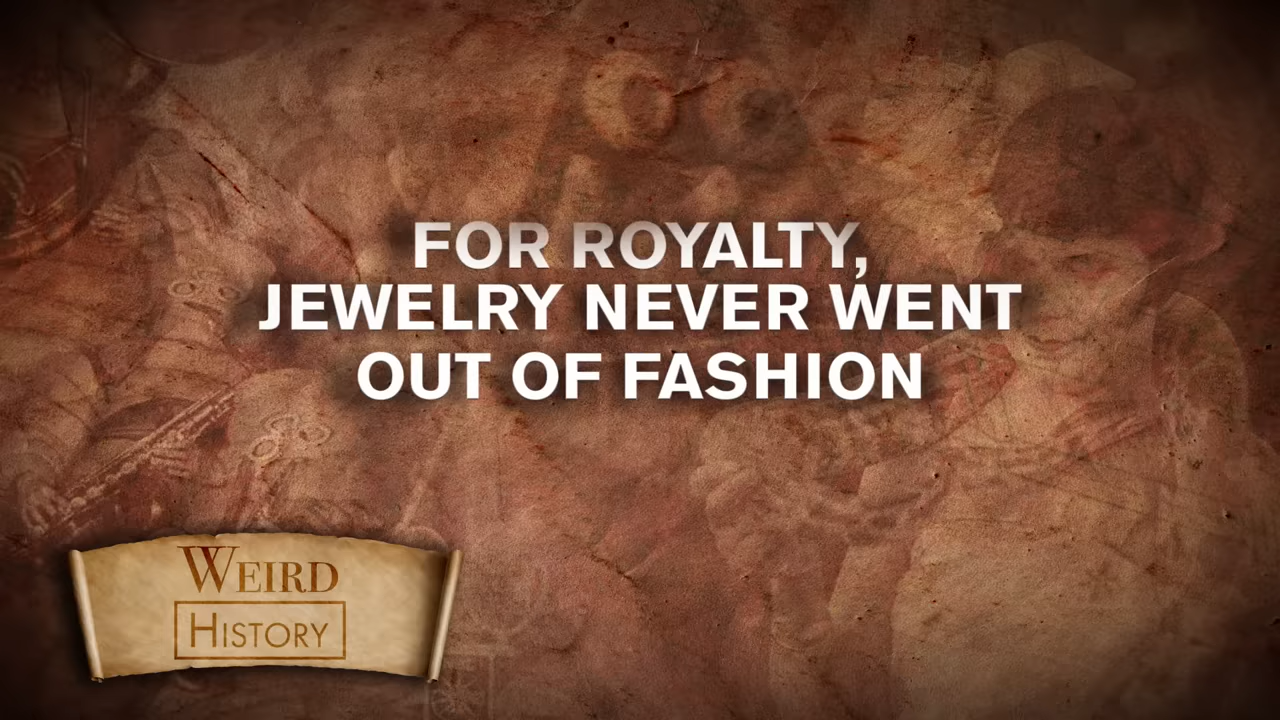 FOR ROYALTY,
JEWELRY NEVER WENT
OUT OF FASHION
WEIRD
HISTORY